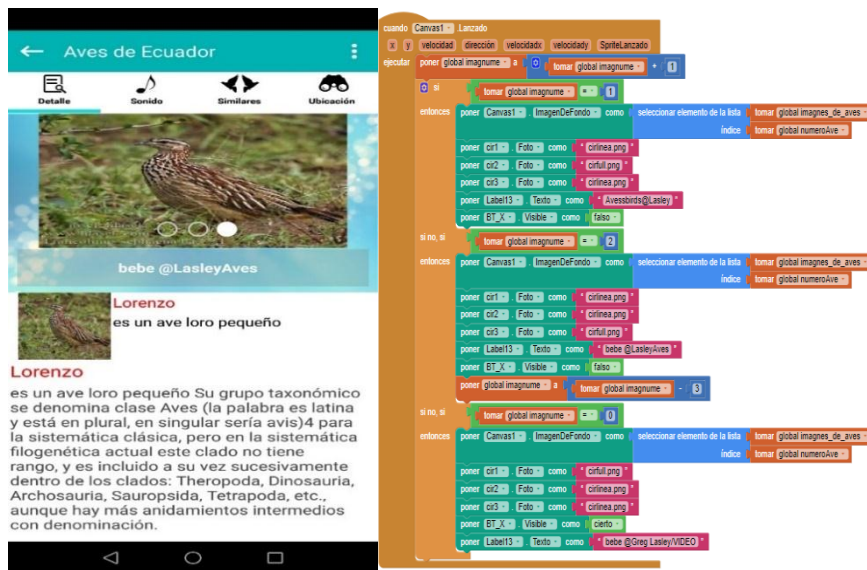 Aves de Ecuador
Detalle
Sonido
Similares
Ubicación
bebe @LasleyAves
Lorenzo
es un ave loro pequeño
Lorenzo
es un ave loro pequeño Su grupo taxonómico
se denomina clase Aves (la palabra es latina
y está en plural, en singular sería avis)4 para
la sistemática clásica, pero en la sistemática
filogenética actual este clado no tiene
rango, y es incluido a su vez sucesivamente
dentro de los clados: Theropoda, Dinosauria,
Archosauria, Sauropsida, Tetrapoda, etc.,
aunque hay más anidamientos intermedios
con denominación.
cuando Canvas1 .Lanzado
x y velocidad dirección velocidadx velocidady SpriteLanzado
ejecutar poner global imagnume a tomar global imagnume + 1
si tomar global imagnume = 1
entonces poner Canvas1 . ImagenDeFondo como seleccionar elemento de la lista tomar global imagnes_de_aves
índice tomar global numeroAve
poner cir1 . Foto como " cirlinea.png "
poner cir2 . Foto como " cirfull.png "
poner cir3 . Foto como " cirlinea.png "
poner Label13 . Texto como " Avessbirds@Lasley "
poner BT_X . Visible como falso
si no, si tomar global imagnume = 2
entonces poner Canvas1 . ImagenDeFondo como seleccionar elemento de la lista tomar global imagnes_de_aves
índice tomar global numeroAve
poner cir1 . Foto como " cirlinea.png "
poner cir2 . Foto como " cirlinea.png "
poner cir3 . Foto como " cirfull.png "
poner Label13 . Texto como " bebe @LasleyAves "
poner BT_X . Visible como falso
poner global imagnume a tomar global imagnume - 3
si no, si tomar global imagnume = 0
entonces poner Canvas1 . ImagenDeFondo como seleccionar elemento de la lista tomar global imagnes_de_aves
índice tomar global numeroAve
poner cir1 . Foto como " cirfull.png "
poner cir2 . Foto como " cirlinea.png "
poner cir3 . Foto como " cirlinea.png "
poner BT_X . Visible como cierto
poner Label13 . Texto como " bebe @Greg Lasley/VIDEO "